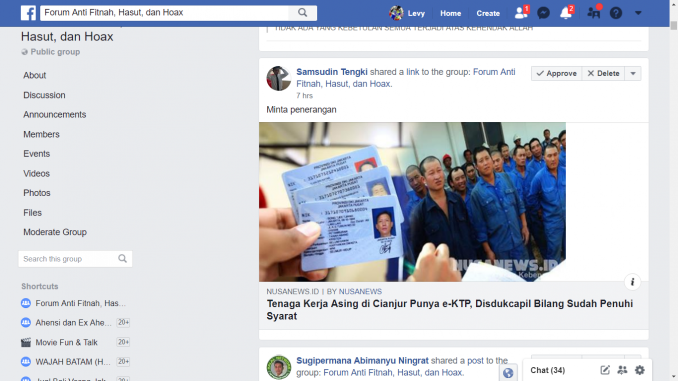 Forum Anti Fitnah, Hasut, dan Hoax
Levy
Home
Create
1
2
Hasut, dan Hoax
Public group
About
Discussion
Announcements
Members
Events
Videos
Photos
Files
Moderate Group
Search this group
Shortcuts
Forum Anti Fitnah, Has...
Ahensi dan Ex Ahe...
20+
Movie Fun & Talk
20+
WAJAH BATAM (H...
20+
TIDAK ADA YANG KEBETULAN SEMUA TERJADI ATAS KEHENDAK ALLAH
Samsudin Tengki shared a link to the group: Forum Anti
Fitnah, Hasut, dan Hoax.
7 hrs
Approve
Delete
Minta penerangan
NUSANEWS.ID
NUSANEWS.ID | BY NUSANEWS
Tenaga Kerja Asing di Cianjur Punya e-KTP, Disdukcapil Bilang Sudah Penuhi
Syarat
Sugipermana Abimanyu Ningrat shared a post to the
group: Forum Anti Fitnah, Hasut, dan Hoax.
Chat (34)